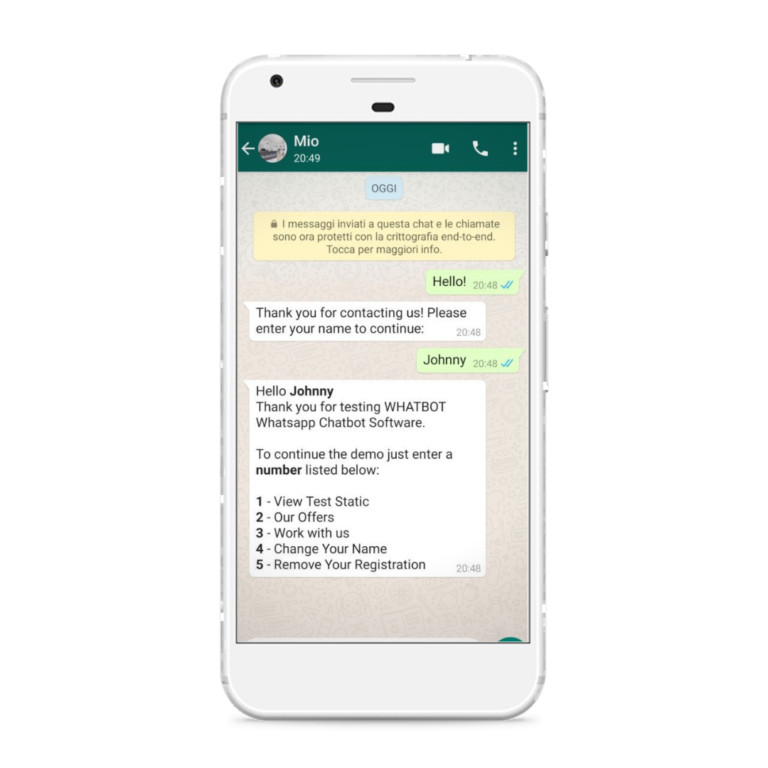 Mio
20:49
OGGI
I messaggi inviati a questa chat e le chiamate
sono ora protetti con la crittografia end-to-end.
Tocca per maggiori info.
Hello! 20:48
Thank you for contacting us! Please
enter your name to continue: 20:48
Johnny 20:48
Hello Johnny
Thank you for testing WHATBOT
Whatsapp Chatbot Software.
To continue the demo just enter a
number listed below:
1 - View Test Static
2 - Our Offers
3 - Work with us
4 - Change Your Name
5 - Remove Your Registration 20:48